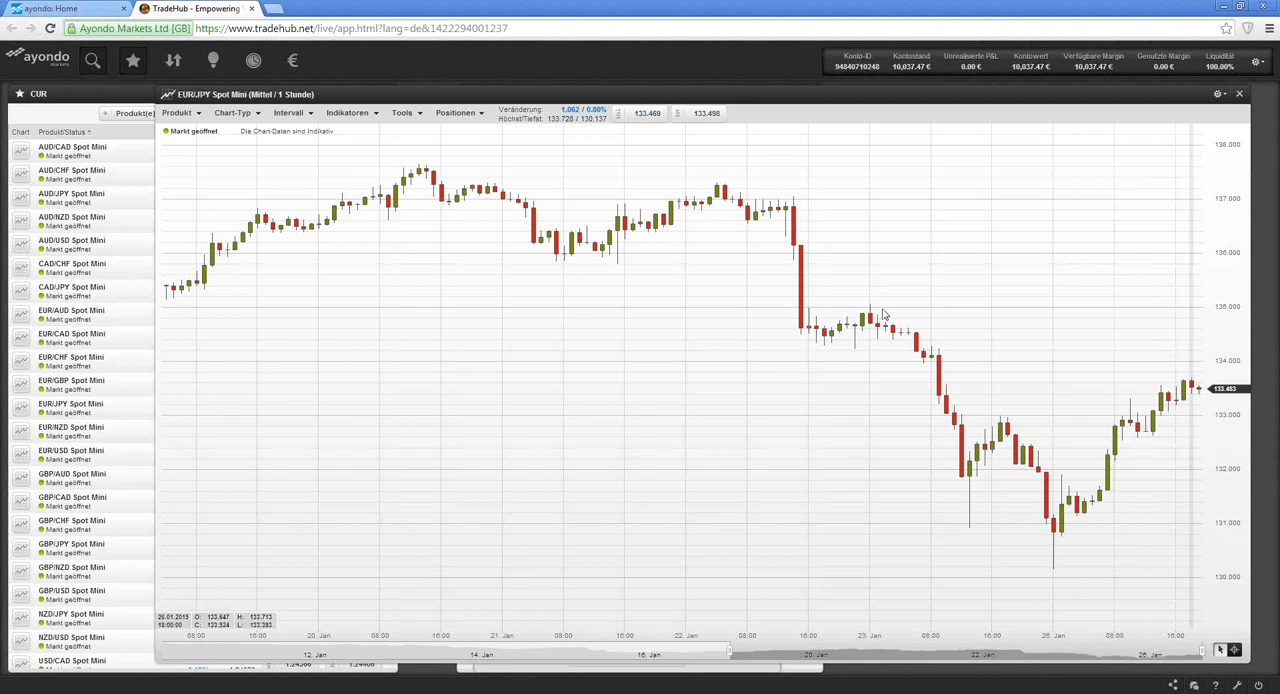 ayondo: Home
TradeHub - Empowering
Ayondo Markets Ltd [GB]
https://www.tradehub.net/live/app.html?lang=de&1422294001237
ayondo
markets
Konto-ID
94840710248
Kontostand
10,037.47 €
Unrealisierte P&L
0.00 €
Kontowert
10,037.47 €
Verfügbare Margin
10,037.47 €
Genutzte Margin
0.00 €
Liquidität
100.00%
CUR
EUR/JPY Spot Mini (Mittel / 1 Stunde)
+ Produkt(e)
Produkt
Chart-Typ
Intervall
Indikatoren
Tools
Positionen
Veränderung: 1.062 / 0.80%
Höchst/Tiefst: 133.728 / 130.137
133.469
133.498
Markt geöffnet
Die Chart-Daten sind Indikativ
Chart
Produkt/Status
AUD/CAD Spot Mini
Markt geöffnet
AUD/CHF Spot Mini
Markt geöffnet
AUD/JPY Spot Mini
Markt geöffnet
AUD/NZD Spot Mini
Markt geöffnet
AUD/USD Spot Mini
Markt geöffnet
CAD/CHF Spot Mini
Markt geöffnet
CAD/JPY Spot Mini
Markt geöffnet
EUR/AUD Spot Mini
Markt geöffnet
EUR/CAD Spot Mini
Markt geöffnet
EUR/CHF Spot Mini
Markt geöffnet
EUR/GBP Spot Mini
Markt geöffnet
EUR/JPY Spot Mini
Markt geöffnet
EUR/NZD Spot Mini
Markt geöffnet
EUR/USD Spot Mini
Markt geöffnet
GBP/AUD Spot Mini
Markt geöffnet
GBP/CAD Spot Mini
Markt geöffnet
GBP/CHF Spot Mini
Markt geöffnet
GBP/JPY Spot Mini
Markt geöffnet
GBP/NZD Spot Mini
Markt geöffnet
GBP/USD Spot Mini
Markt geöffnet
NZD/JPY Spot Mini
Markt geöffnet
NZD/USD Spot Mini
Markt geöffnet
USD/CAD Spot Mini
138.000
137.000
136.000
135.000
134.000
133.483
133.000
132.000
131.000
130.000
26.01.2015 O: 133.647 H: 133.713
18:00:00 C: 133.524 L: 133.383
08:00 16:00 20. Jan 08:00 16:00 21. Jan 08:00 16:00 22. Jan 08:00 16:00 23. Jan 08:00 16:00 26. Jan 08:00 16:00
12. Jan 14. Jan 16. Jan 20. Jan 22. Jan 26. Jan